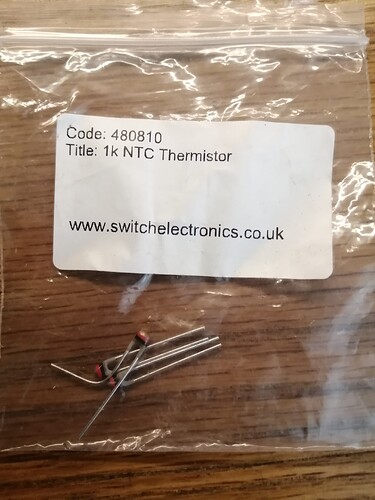 Code: 480810
Title: 1k NTC Thermistor
www.switchelectronics.co.uk